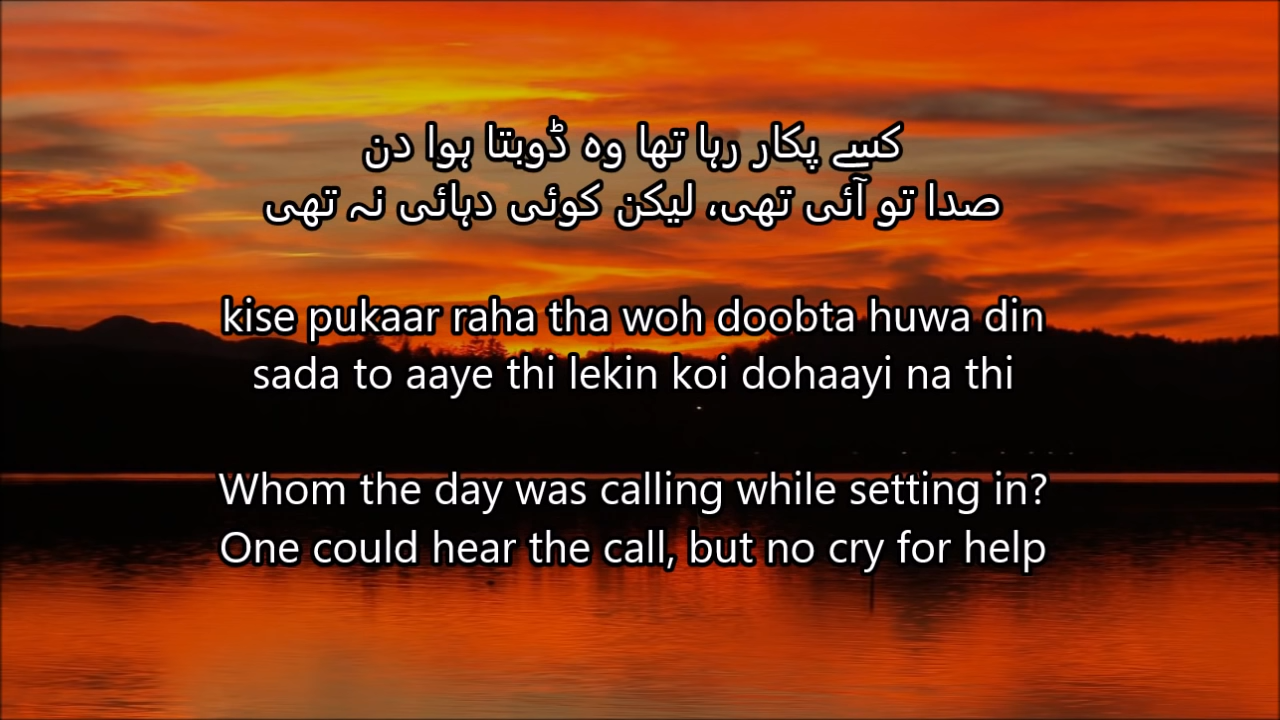 کسے پکار رہا تھا وہ ڈوبتا ہوا دن
صدا تو آئی تھی، لیکن کوئی دہائی نہ تھی
kise pukaar raha tha woh doobta huwa din
sada to aaye thi lekin koi dohaayi na thi
Whom the day was calling while setting in?
One could hear the call, but no cry for help